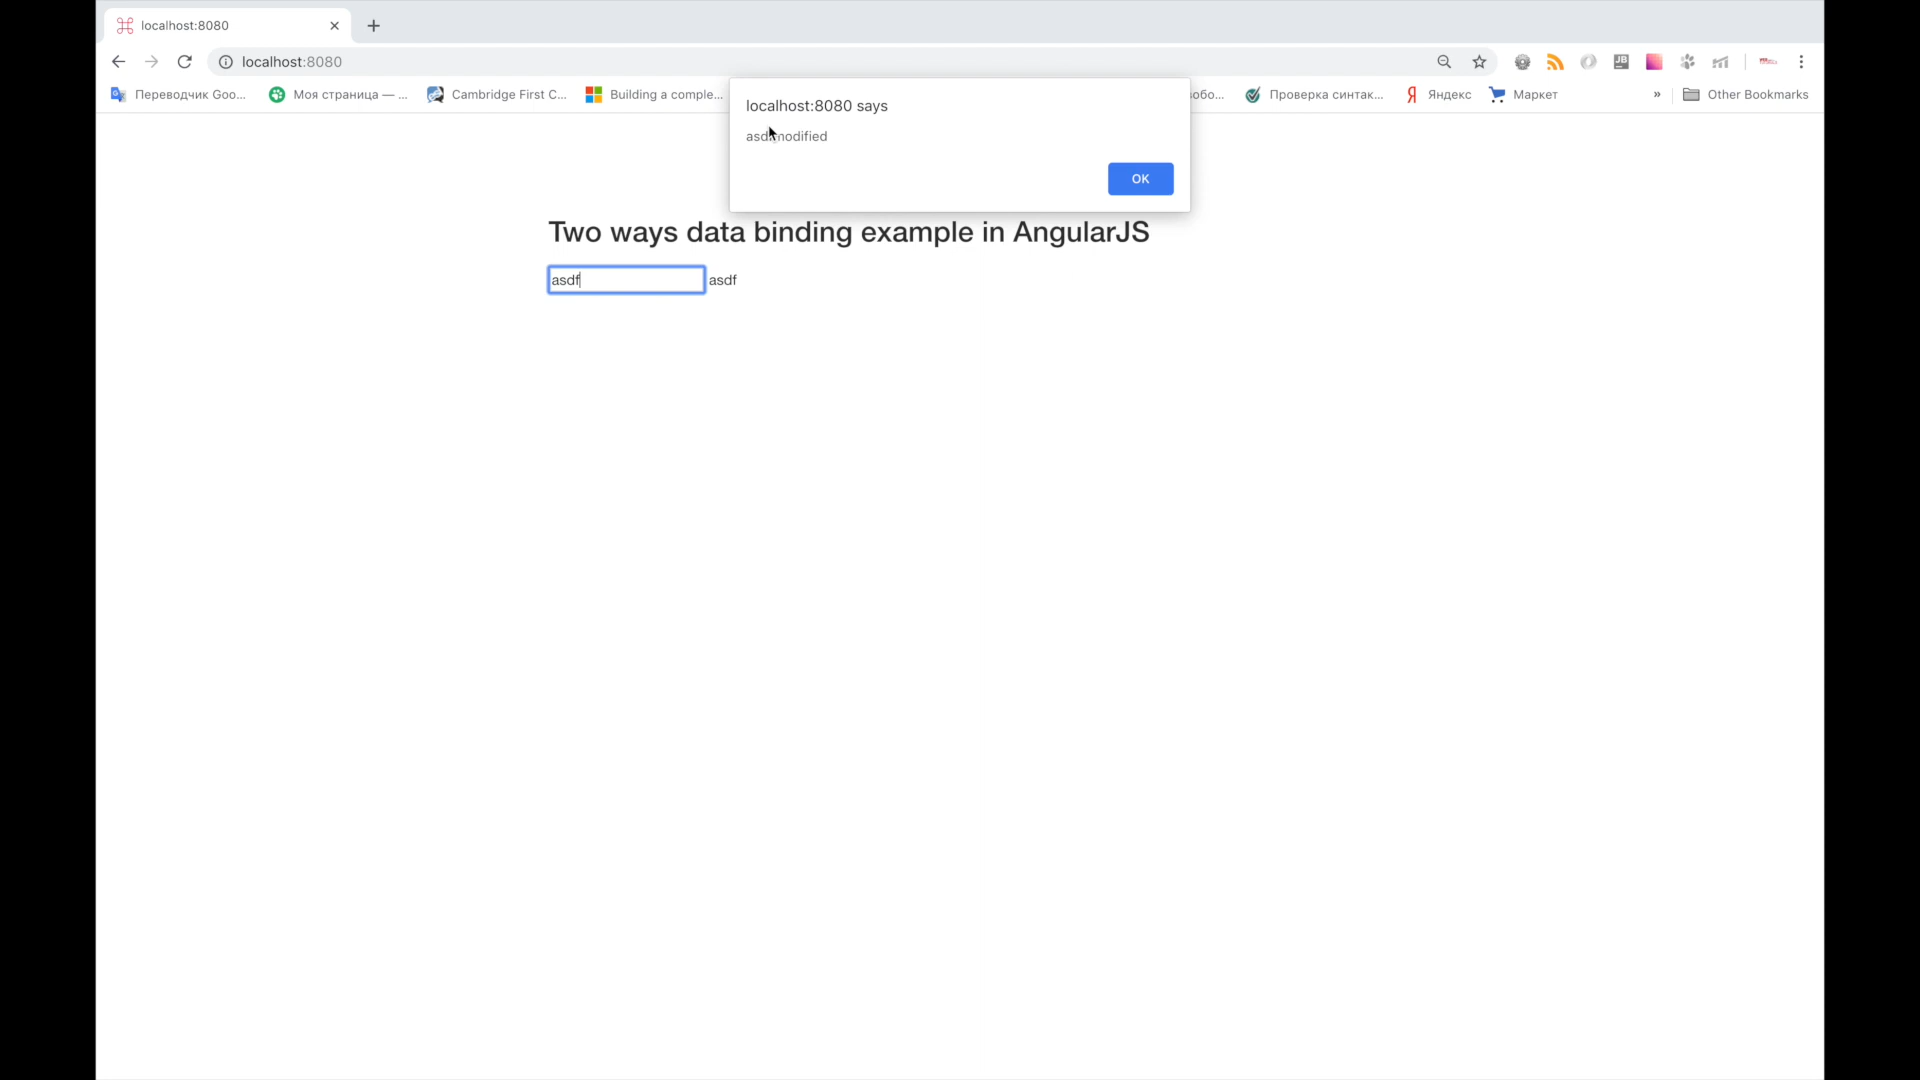 localhost:8080
localhost:8080
Переводчик Goo...
Моя страница — ...
Cambridge First C...
Building a comple...
обо...
Проверка синтак...
Яндекс
Маркет
»
Other Bookmarks
localhost:8080 says
modified
OK
Two ways data binding example in AngularJS
asdf
asdf